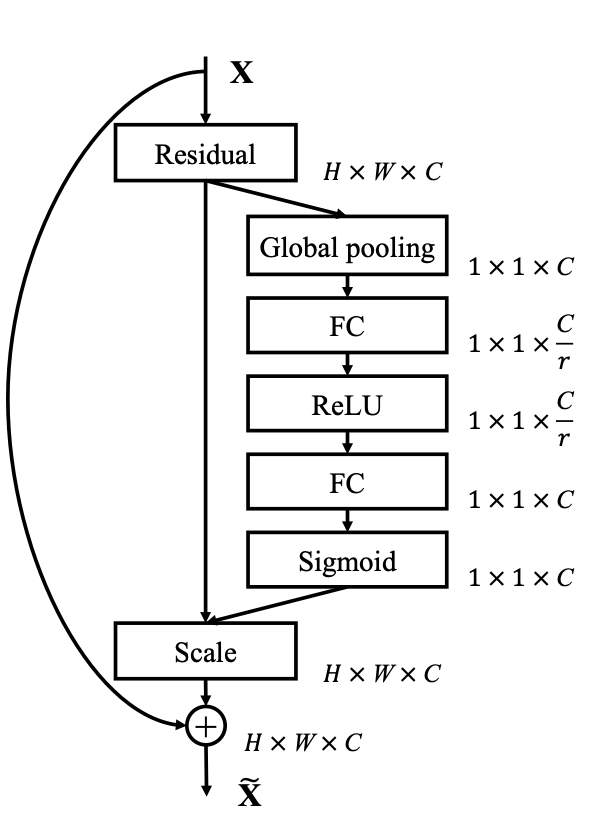 X
Residual
H × W × C
Global pooling
1 × 1 × C
FC
1 × 1 × C/r
ReLU
1 × 1 × C/r
FC
1 × 1 × C
Sigmoid
1 × 1 × C
Scale
H × W × C
+
H × W × C
X̃